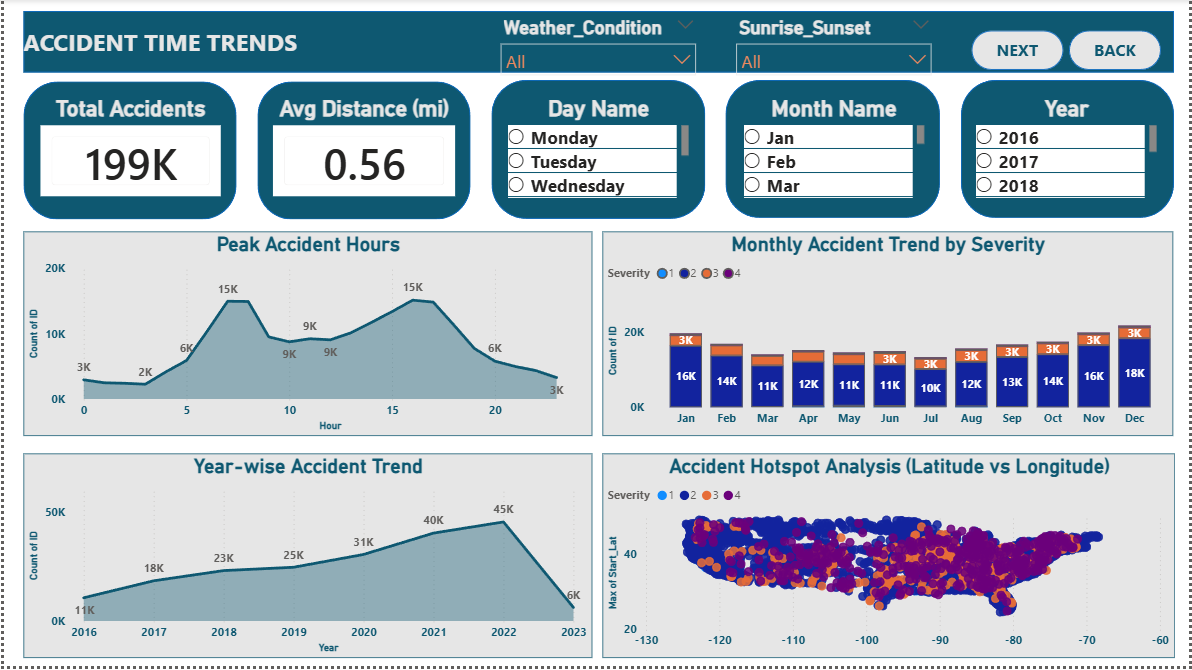 ACCIDENT TIME TRENDS
Weather_Condition
All
Sunrise_Sunset
All
NEXT
BACK
Total Accidents
199K
Avg Distance (mi)
0.56
Day Name
Monday
Tuesday
Wednesday
Month Name
Jan
Feb
Mar
Year
2016
2017
2018
Peak Accident Hours
Count of ID
20K
10K
0K
3K
2K
6K
15K
9K
9K
9K
15K
6K
3K
0 5 10 15 20
Hour
Monthly Accident Trend by Severity
Severity 1 2 3 4
Count of ID
20K
0K
3K 3K 3K 3K 3K 3K 3K 3K
16K 14K 11K 12K 11K 11K 10K 12K 13K 14K 16K 18K
Jan Feb Mar Apr May Jun Jul Aug Sep Oct Nov Dec
Year-wise Accident Trend
Count of ID
50K
0K
11K
18K
23K
25K
31K
40K
45K
6K
2016 2017 2018 2019 2020 2021 2022 2023
Year
Accident Hotspot Analysis (Latitude vs Longitude)
Severity 1 2 3 4
Max of Start_Lat
40
20
-130 -120 -110 -100 -90 -80 -70 -60